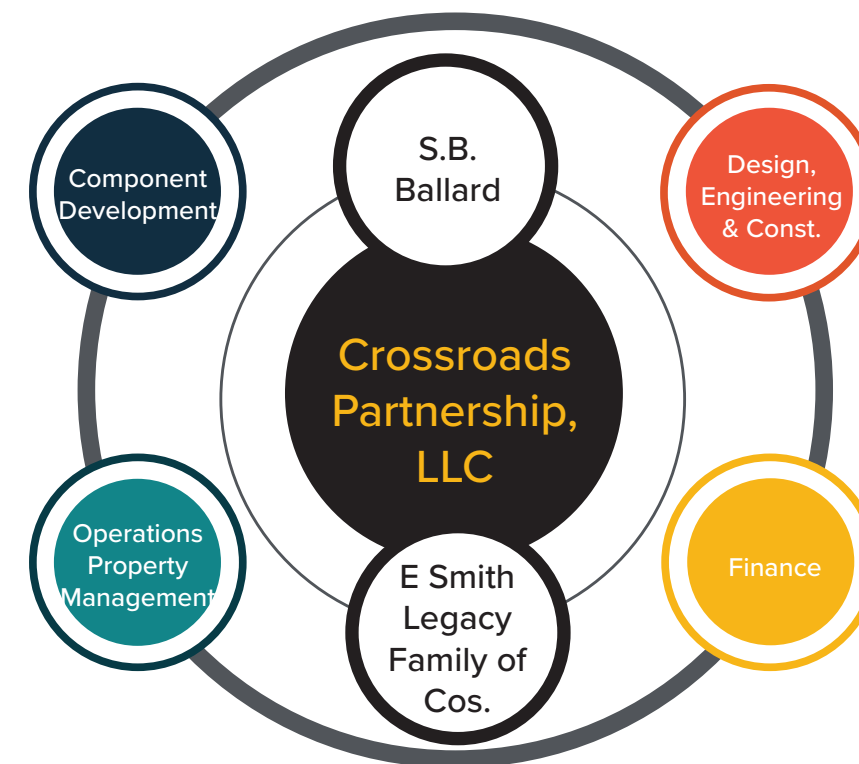 S.B.
Ballard
Component
Development
Design,
Engineering
& Const.
Crossroads
Partnership,
LLC
Operations
Property
Management
Finance
E Smith
Legacy
Family of
Cos.